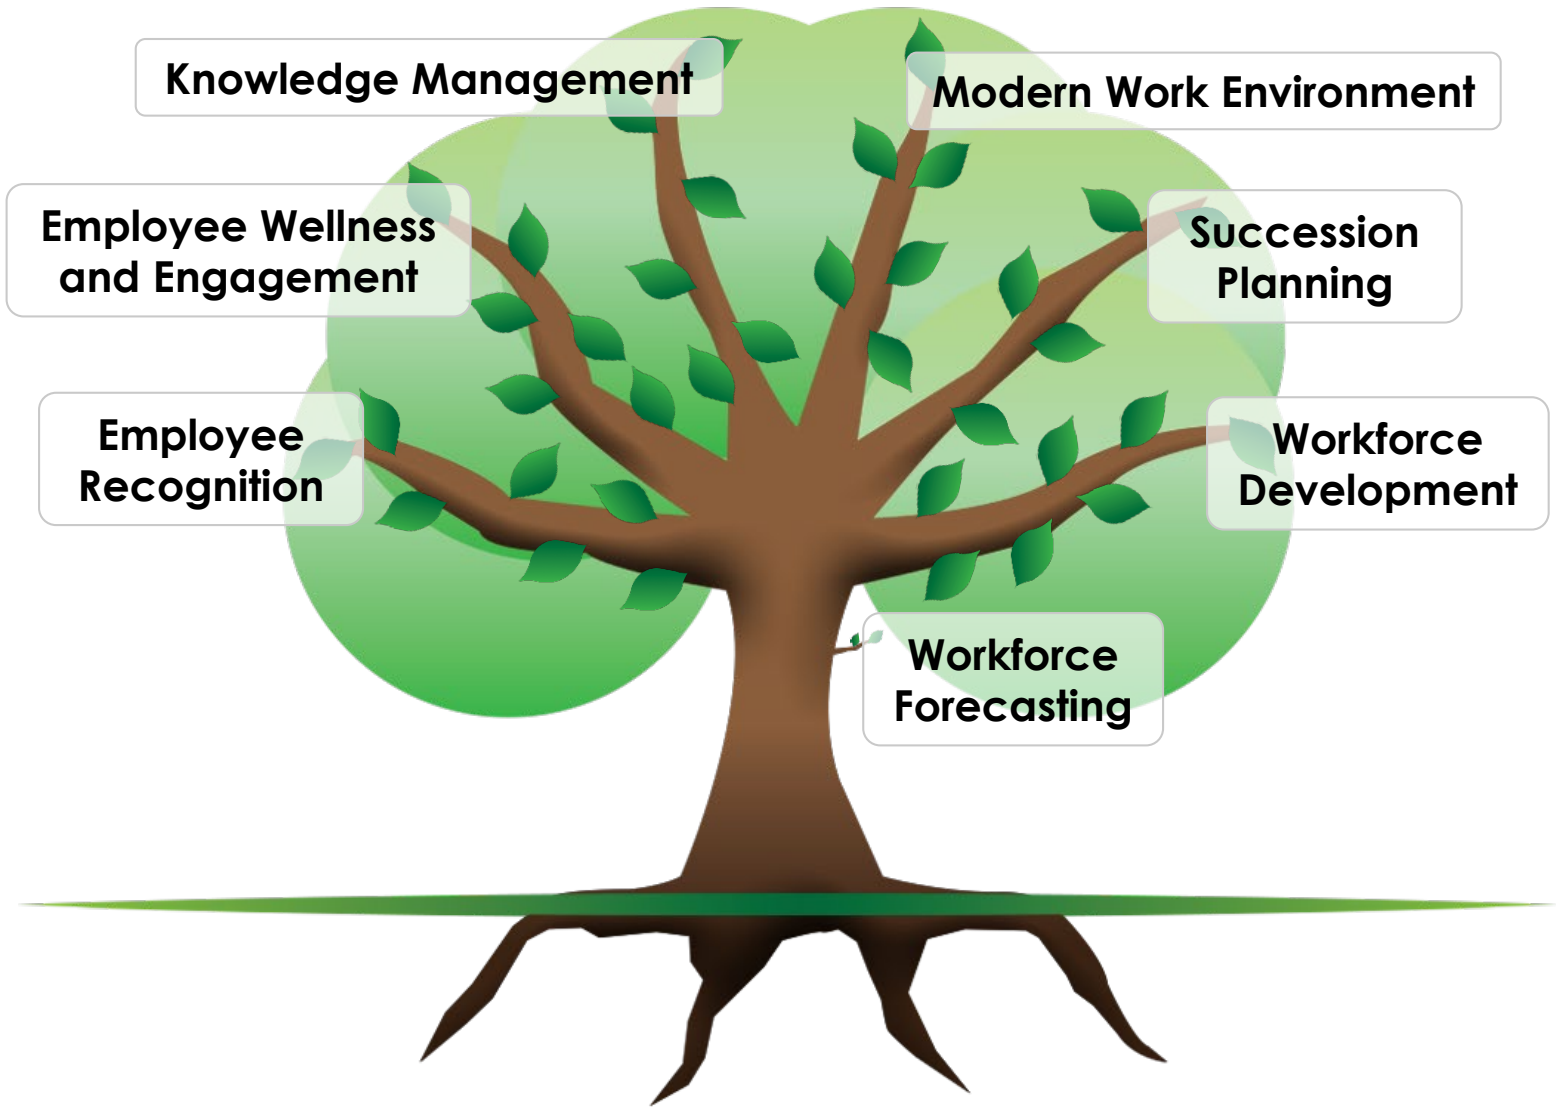 Knowledge Management
Modern Work Environment
Employee Wellness
and Engagement
Succession
Planning
Employee
Recognition
Workforce
Development
Workforce
Forecasting